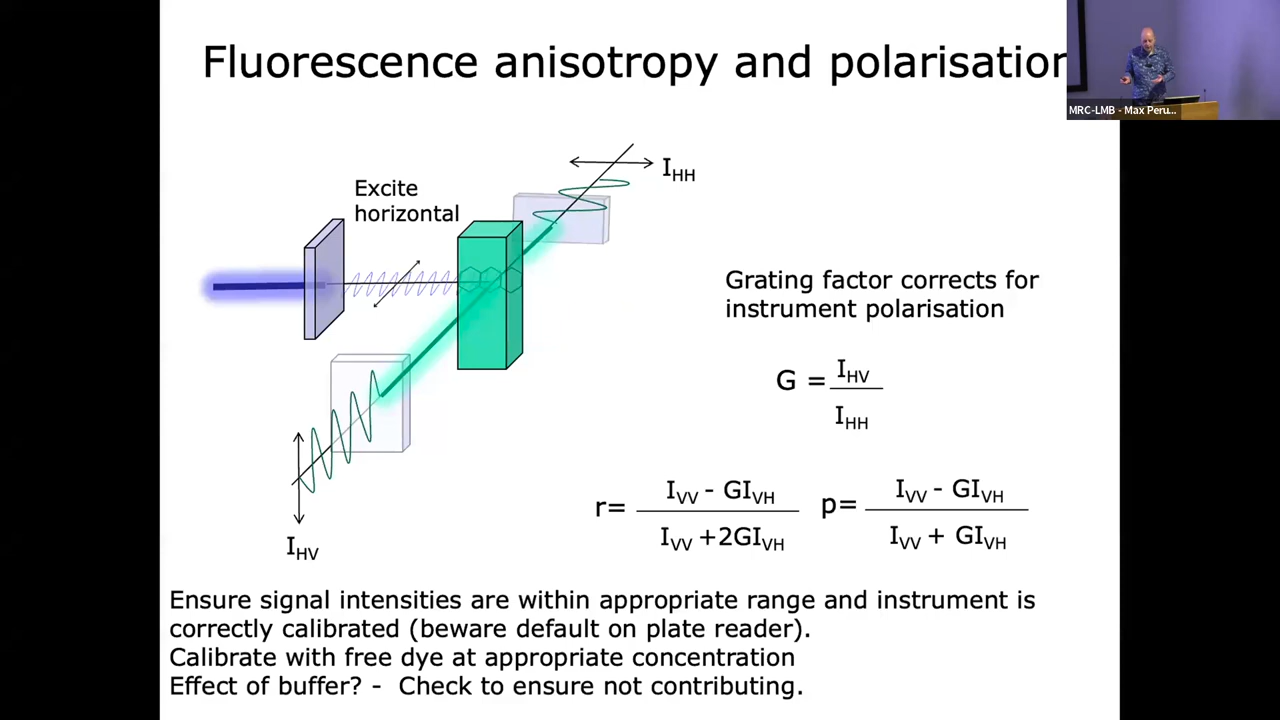 Fluorescence anisotropy and polarisation
MRC-LMB - Max Peru...
Excite
horizontal
I_HH
Grating factor corrects for
instrument polarisation
G = I_HV / I_HH
r= I_VV - GI_VH / I_VV +2GI_VH
p= I_VV - GI_VH / I_VV + GI_VH
I_HV
Ensure signal intensities are within appropriate range and instrument is
correctly calibrated (beware default on plate reader).
Calibrate with free dye at appropriate concentration
Effect of buffer? - Check to ensure not contributing.